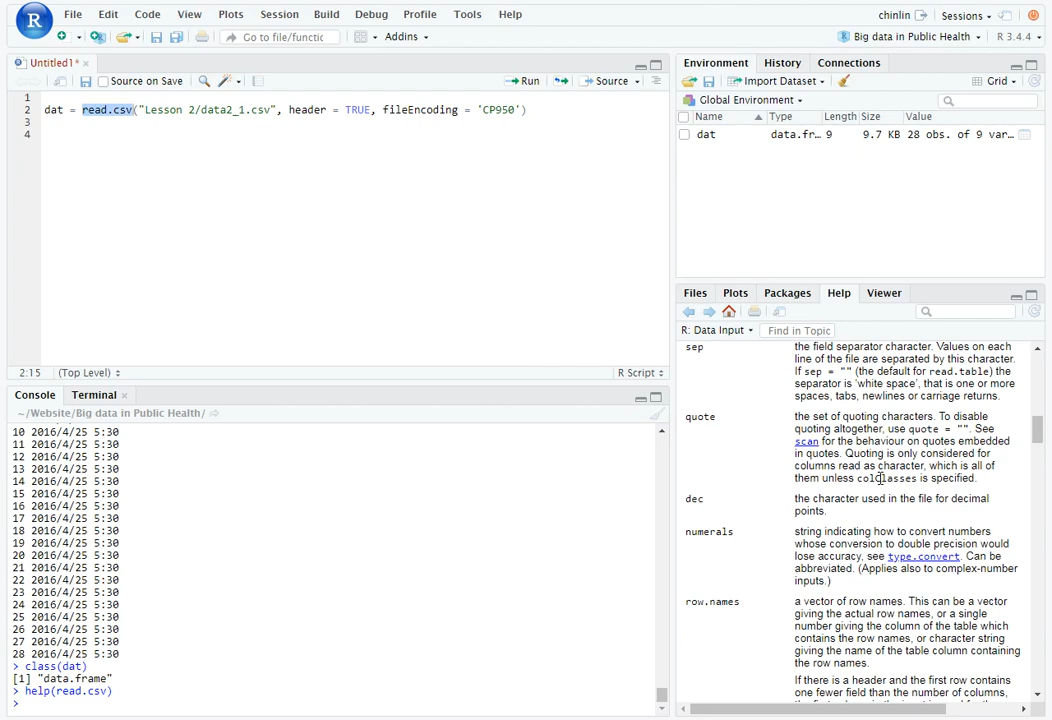 R
File Edit Code View Plots Session Build Debug Profile Tools Help
chinlin Sessions
Go to file/functic Addins
Big data in Public Health R 3.4.4
Untitled1*
Source on Save Run Source
1
2 dat = read.csv("Lesson 2/data2_1.csv", header = TRUE, fileEncoding = 'CP950')
3
4
2:15 (Top Level) R Script
Console Terminal
~/Website/Big data in Public Health/
10 2016/4/25 5:30
11 2016/4/25 5:30
12 2016/4/25 5:30
13 2016/4/25 5:30
14 2016/4/25 5:30
15 2016/4/25 5:30
16 2016/4/25 5:30
17 2016/4/25 5:30
18 2016/4/25 5:30
19 2016/4/25 5:30
20 2016/4/25 5:30
21 2016/4/25 5:30
22 2016/4/25 5:30
23 2016/4/25 5:30
24 2016/4/25 5:30
25 2016/4/25 5:30
26 2016/4/25 5:30
27 2016/4/25 5:30
28 2016/4/25 5:30
> class(dat)
[1] "data.frame"
> help(read.csv)
>
Environment History Connections
Import Dataset Grid
Global Environment
Name Type Length Size Value
dat data.fr… 9 9.7 KB 28 obs. of 9 var…
Files Plots Packages Help Viewer
R: Data Input Find in Topic
sep the field separator character. Values on each
line of the file are separated by this character.
If sep = "" (the default for read.table) the
separator is 'white space', that is one or more
spaces, tabs, newlines or carriage returns.
quote the set of quoting characters. To disable
quoting altogether, use quote = "". See
scan for the behaviour on quotes embedded
in quotes. Quoting is only considered for
columns read as character, which is all of
them unless colClasses is specified.
dec the character used in the file for decimal
points.
numerals string indicating how to convert numbers
whose conversion to double precision would
lose accuracy, see type.convert. Can be
abbreviated. (Applies also to complex-number
inputs.)
row.names a vector of row names. This can be a vector
giving the actual row names, or a single
number giving the column of the table which
contains the row names, or character string
giving the name of the table column containing
the row names.
If there is a header and the first row contains
one fewer field than the number of columns,